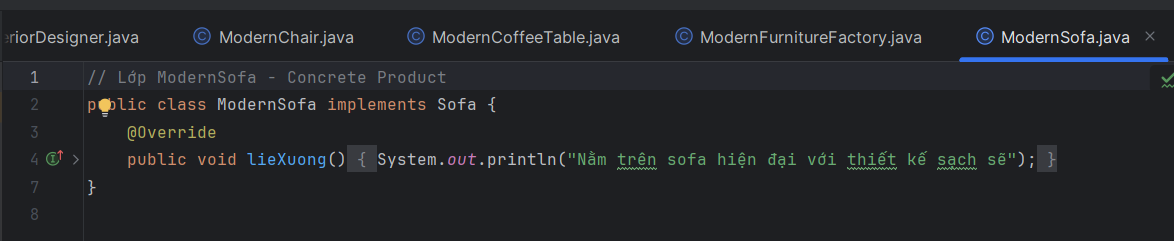 eriorDesigner.java ModernChair.java ModernCoffeeTable.java ModernFurnitureFactory.java ModernSofa.java
1 // Lớp ModernSofa - Concrete Product
2 public class ModernSofa implements Sofa {
3 @Override
4 public void lieXuong() { System.out.println("Nằm trên sofa hiện đại với thiết kế sạch sẽ"); }
7 }
8